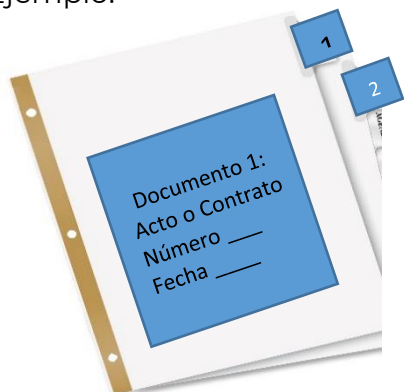 Ejemplo:
1
2
Documento 1:
Acto o Contrato
Número ___
Fecha ____